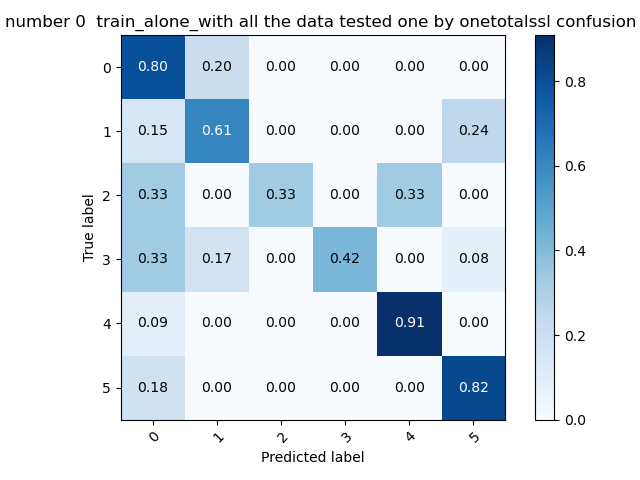 number 0  train_alone_with all the data tested one by onetotalssl confusion
0 0.80 0.20 0.00 0.00 0.00 0.00
1 0.15 0.61 0.00 0.00 0.00 0.24
2 0.33 0.00 0.33 0.00 0.33 0.00
3 0.33 0.17 0.00 0.42 0.00 0.08
4 0.09 0.00 0.00 0.00 0.91 0.00
5 0.18 0.00 0.00 0.00 0.00 0.82
0 1 2 3 4 5
True label
Predicted label
0.8
0.6
0.4
0.2
0.0